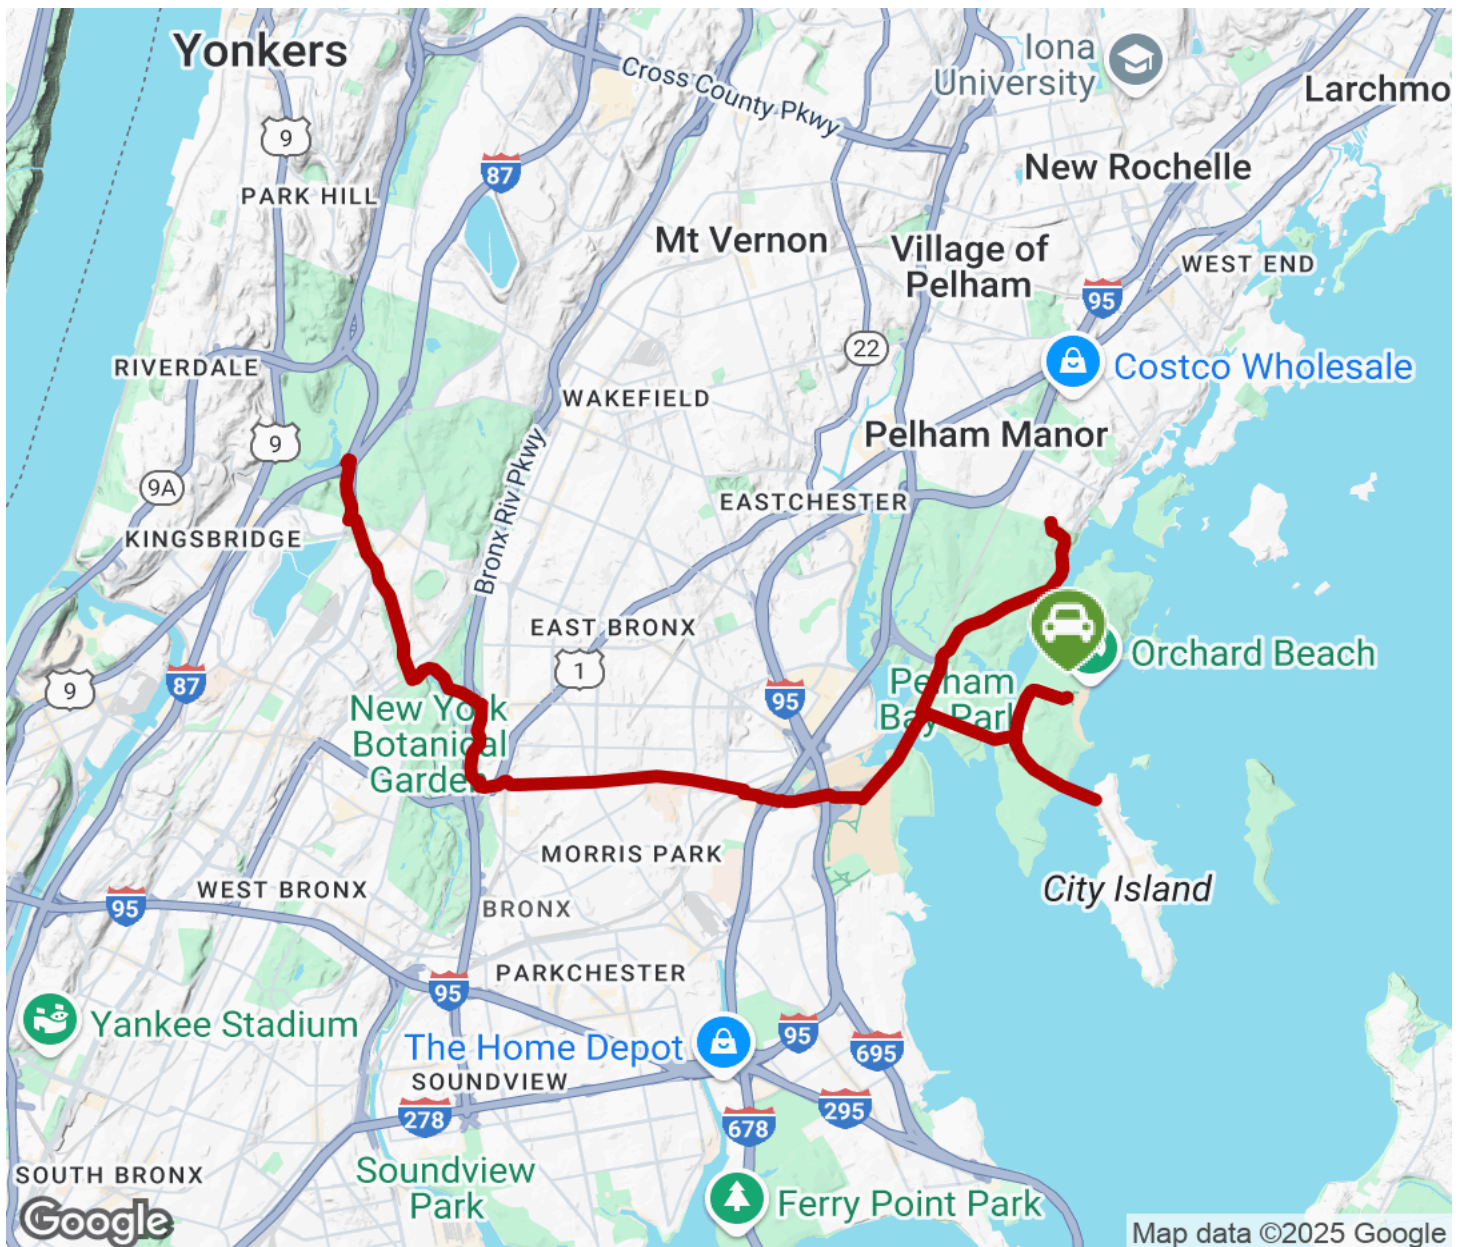 Yonkers
Iona
University
Larchmo
Cross County Pkwy
9
87
New Rochelle
PARK HILL
Mt Vernon
Village of
Pelham
WEST END
95
22
RIVERDALE
Costco Wholesale
WAKEFIELD
9
Pelham Manor
9A
Bronx Riv Pkwy
EASTCHESTER
KINGSBRIDGE
EAST BRONX
1
Orchard Beach
87
9
95
Pelham
Bay Park
New York
Botanical
Garden
MORRIS PARK
WEST BRONX
95
BRONX
City Island
PARKCHESTER
95
Yankee Stadium
The Home Depot
95
695
SOUNDVIEW
278
295
678
SOUTH BRONX
Soundview
Park
Ferry Point Park
Google
Map data ©2025 Google